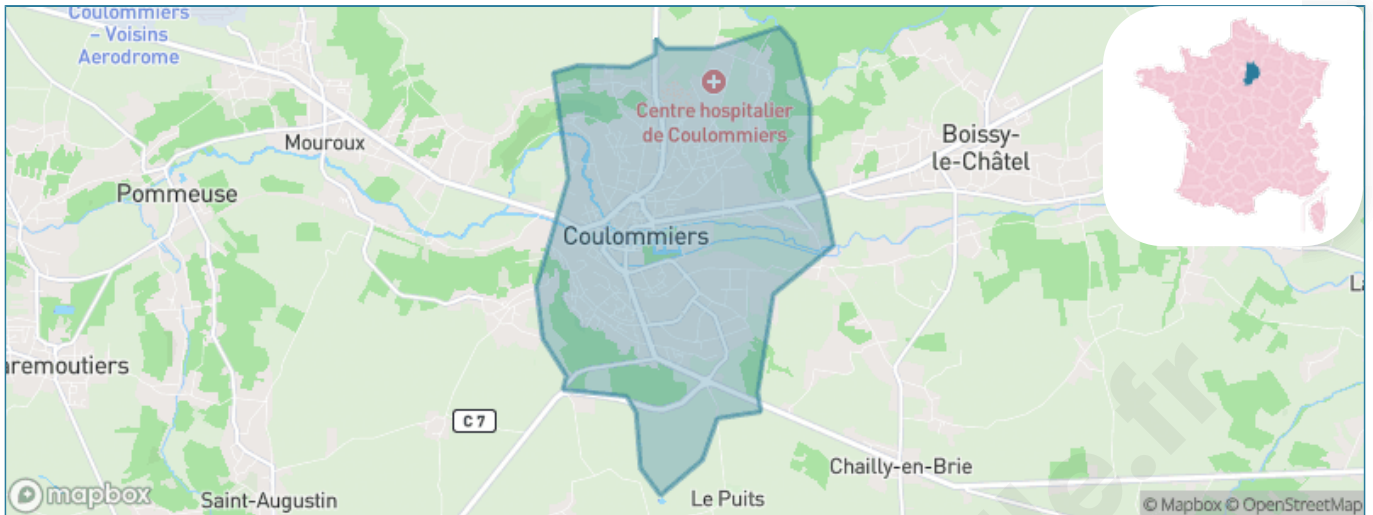 Coulommiers
– Voisins
Aerodrome
Centre hospitalier
de Coulommiers
Boissy-
le-Châtel
Mouroux
Pommeuse
Coulommiers
aremoutiers
C 7
Chailly-en-Brie
Saint-Augustin
Le Puits
La
mapbox
© Mapbox © OpenStreetMap